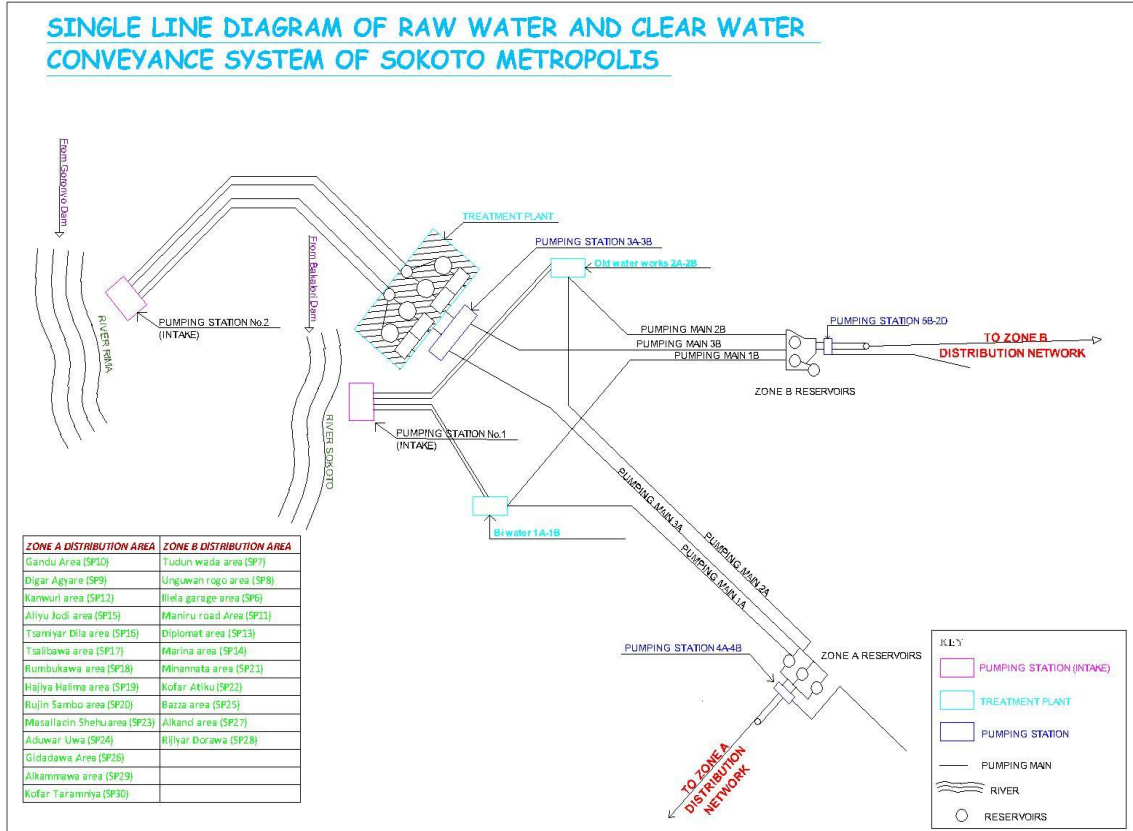 SINGLE LINE DIAGRAM OF RAW WATER AND CLEAR WATER
CONVEYANCE SYSTEM OF SOKOTO METROPOLIS
From Goronyo Dam
From Bakalori Dam
TREATMENT PLANT
PUMPING STATION 3A-3B
Old water works 2A-2B
PUMPING STATION No.2
(INTAKE)
RIVER RIMA
PUMPING MAIN 2B
PUMPING MAIN 3B
PUMPING MAIN 1B
PUMPING STATION 5B-2D
TO ZONE B
DISTRIBUTION NETWORK
ZONE B RESERVOIRS
RIVER SOKOTO
PUMPING STATION No.1
(INTAKE)
Bi water 1A-1B
PUMPING MAIN 3A
PUMPING MAIN 2A
PUMPING MAIN 1A
ZONE A DISTRIBUTION AREA ZONE B DISTRIBUTION AREA
Gandu Area (SP10) Tudun wada area (SP7)
Digar Agyare (SP9) Unguwan rogo area (SP8)
Kanwuri area (SP12) Illela garage area (SP6)
Aliyu Jodi area (SP15) Maniru road Area (SP11)
Tsamiyar Dila area (SP16) Diplomat area (SP13)
Tsalibawa area (SP17) Marina area (SP14)
Rumbukawa area (SP18) Minannata area (SP21)
Hajiya Halima area (SP19) Kofar Atiku (SP22)
Rujin Sambo area (SP20) Bazza area (SP25)
Masallacin Shehu area (SP23) Alkanci area (SP27)
Aduwar Uwa (SP24) Rijiyar Dorawa (SP28)
Gidadawa Area (SP26)
Alkammawa area (SP29)
Kofar Taramniya (SP30)
PUMPING STATION 4A-4B
ZONE A RESERVOIRS
TO ZONE A
DISTRIBUTION
NETWORK
KEY
PUMPING STATION (INTAKE)
TREATMENT PLANT
PUMPING STATION
PUMPING MAIN
RIVER
RESERVOIRS